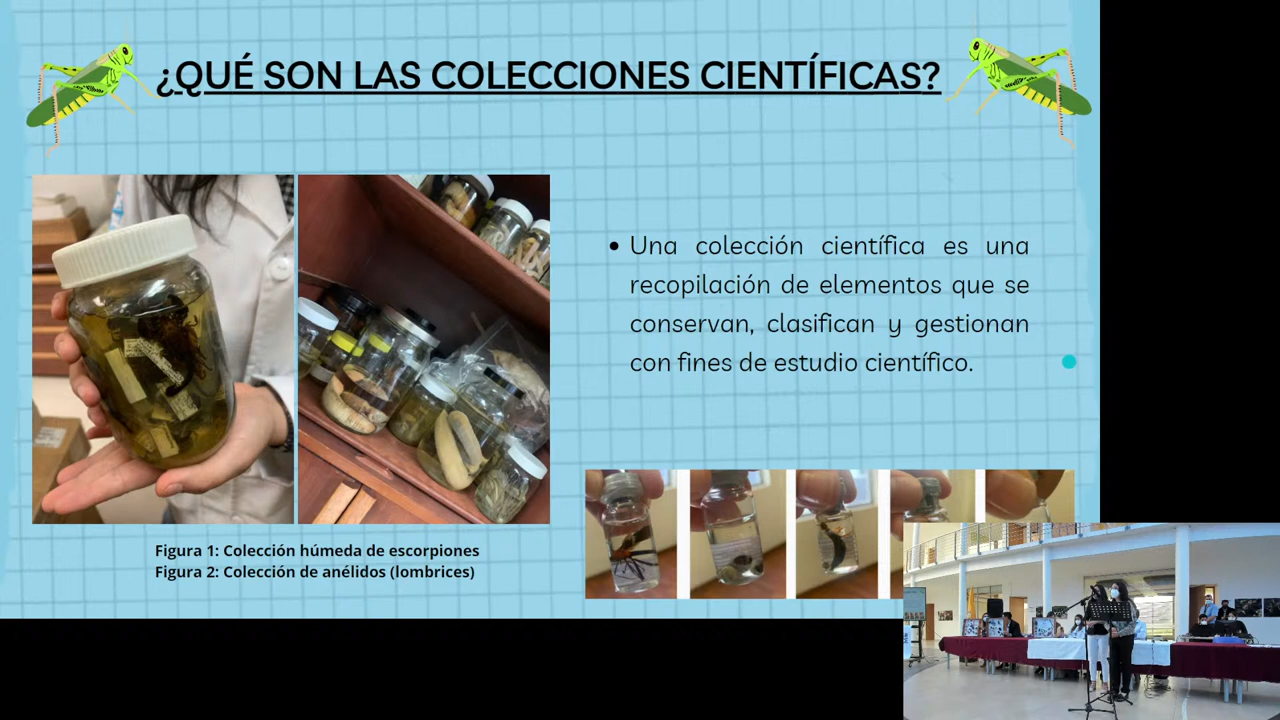 ¿QUÉ SON LAS COLECCIONES CIENTÍFICAS?
• Una colección científica es una
recopilación de elementos que se
conservan, clasifican y gestionan
con fines de estudio científico.
Figura 1: Colección húmeda de escorpiones
Figura 2: Colección de anélidos (lombrices)